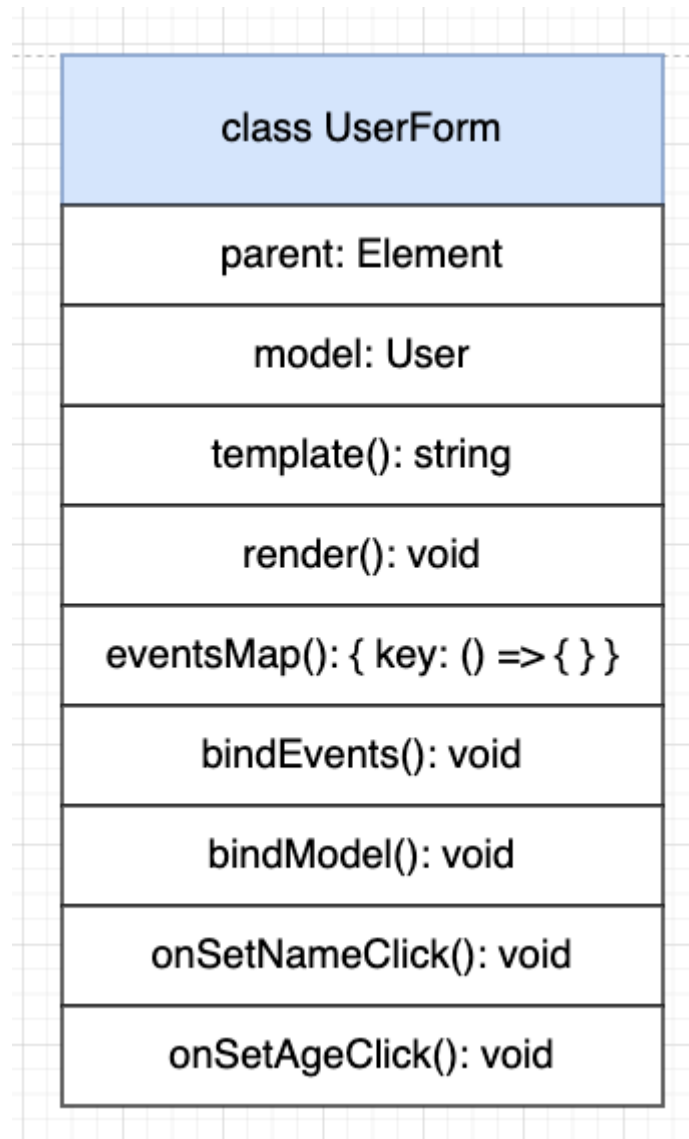 class UserForm
parent: Element
model: User
template(): string
render(): void
eventsMap(): { key: () => { } }
bindEvents(): void
bindModel(): void
onSetNameClick(): void
onSetAgeClick(): void